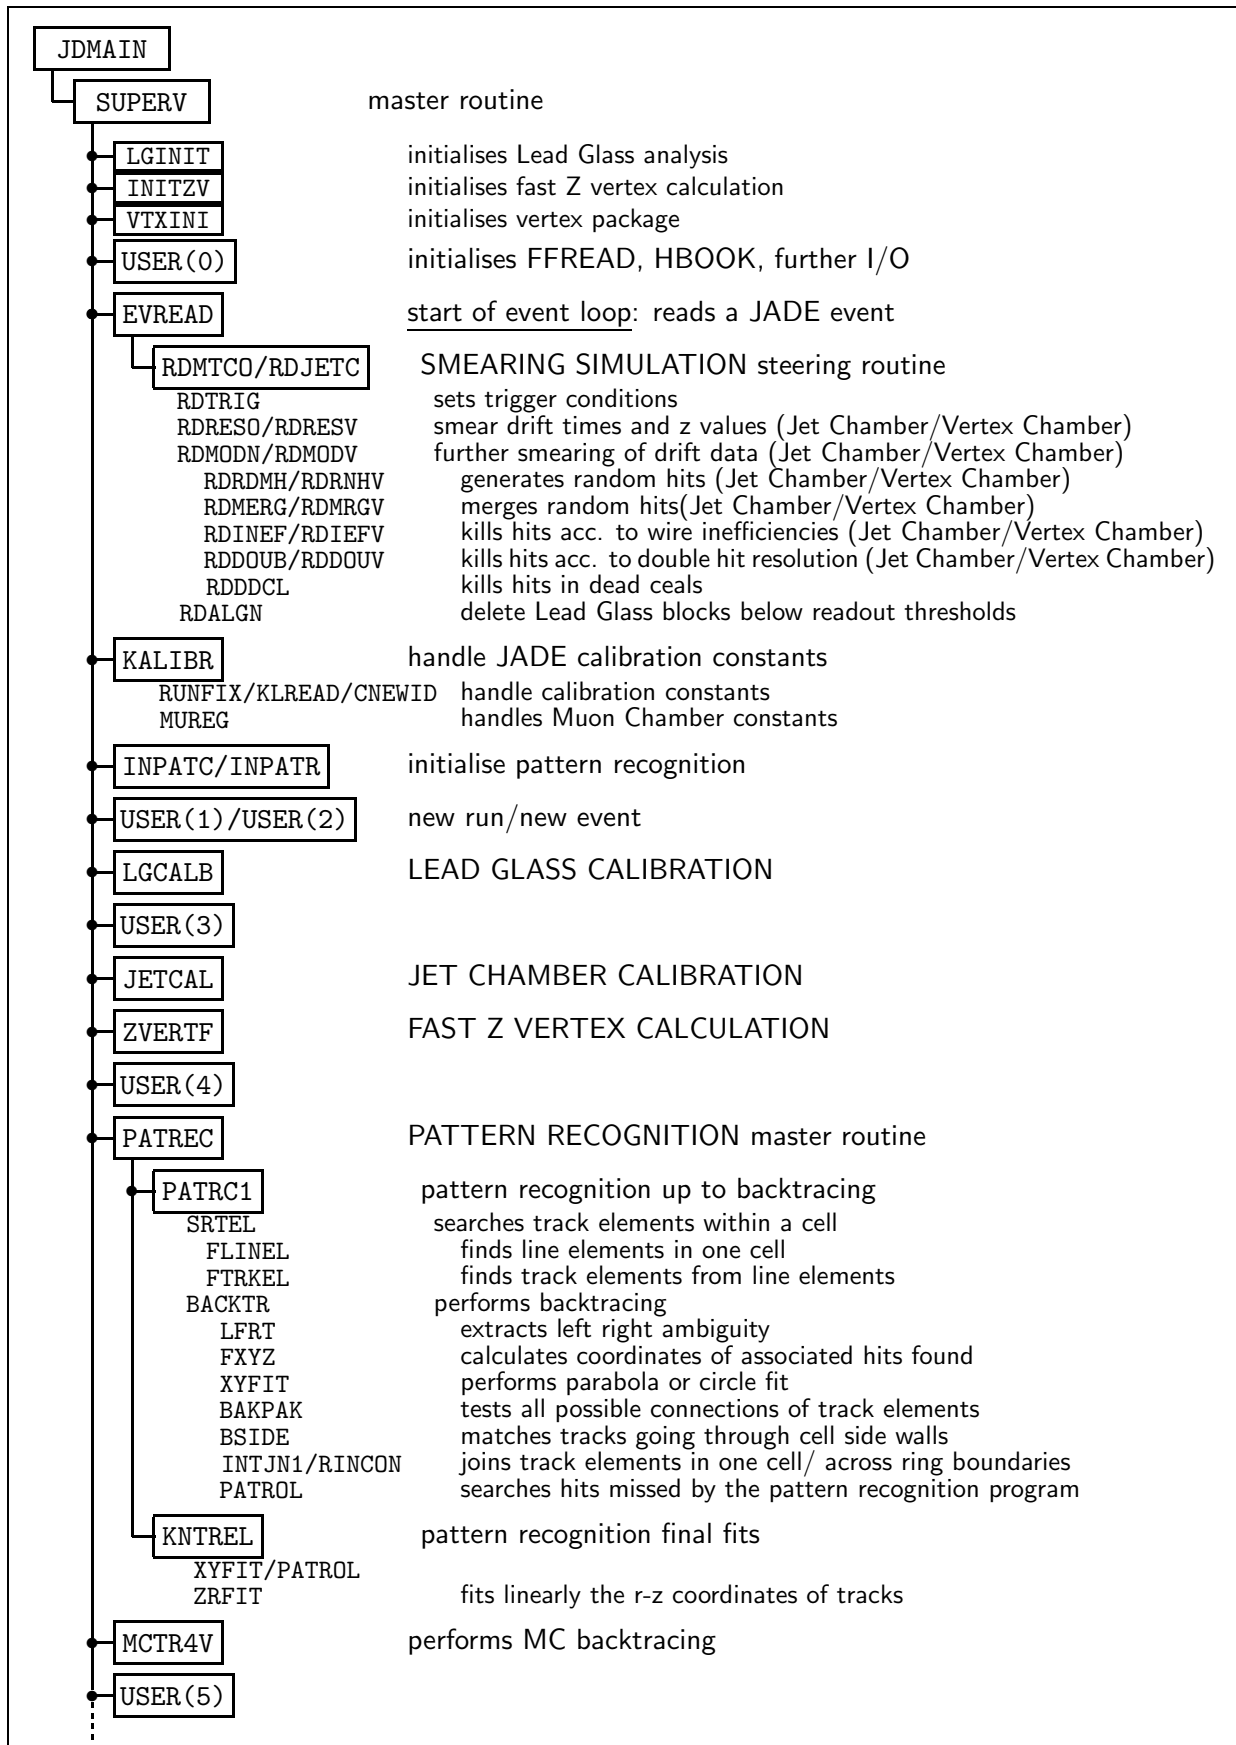 JDMAIN
SUPERV master routine
LGINIT initialises Lead Glass analysis
INITZV initialises fast Z vertex calculation
VTXINI initialises vertex package
USER(0) initialises FFREAD, HBOOK, further I/O
EVREAD start of event loop: reads a JADE event
RDMTCO/RDJETC SMEARING SIMULATION steering routine
RDTRIG sets trigger conditions
RDRESO/RDRESV smear drift times and z values (Jet Chamber/Vertex Chamber)
RDMODN/RDMODV further smearing of drift data (Jet Chamber/Vertex Chamber)
RDRDMH/RDRNHV generates random hits (Jet Chamber/Vertex Chamber)
RDMERG/RDMRGV merges random hits(Jet Chamber/Vertex Chamber)
RDINEF/RDIEFV kills hits acc. to wire inefficiencies (Jet Chamber/Vertex Chamber)
RDDOUB/RDDOUV kills hits acc. to double hit resolution (Jet Chamber/Vertex Chamber)
RDDDCL kills hits in dead ceals
RDALGN delete Lead Glass blocks below readout thresholds
KALIBR handle JADE calibration constants
RUNFIX/KLREAD/CNEWID handle calibration constants
MUREG handles Muon Chamber constants
INPATC/INPATR initialise pattern recognition
USER(1)/USER(2) new run/new event
LGCALB LEAD GLASS CALIBRATION
USER(3)
JETCAL JET CHAMBER CALIBRATION
ZVERTF FAST Z VERTEX CALCULATION
USER(4)
PATREC PATTERN RECOGNITION master routine
PATRC1 pattern recognition up to backtracing
SRTEL searches track elements within a cell
FLINEL finds line elements in one cell
FTRKEL finds track elements from line elements
BACKTR performs backtracing
LFRT extracts left right ambiguity
FXYZ calculates coordinates of associated hits found
XYFIT performs parabola or circle fit
BAKPAK tests all possible connections of track elements
BSIDE matches tracks going through cell side walls
INTJN1/RINCON joins track elements in one cell/ across ring boundaries
PATROL searches hits missed by the pattern recognition program
KNTREL pattern recognition final fits
XYFIT/PATROL
ZRFIT fits linearly the r-z coordinates of tracks
MCTR4V performs MC backtracing
USER(5)